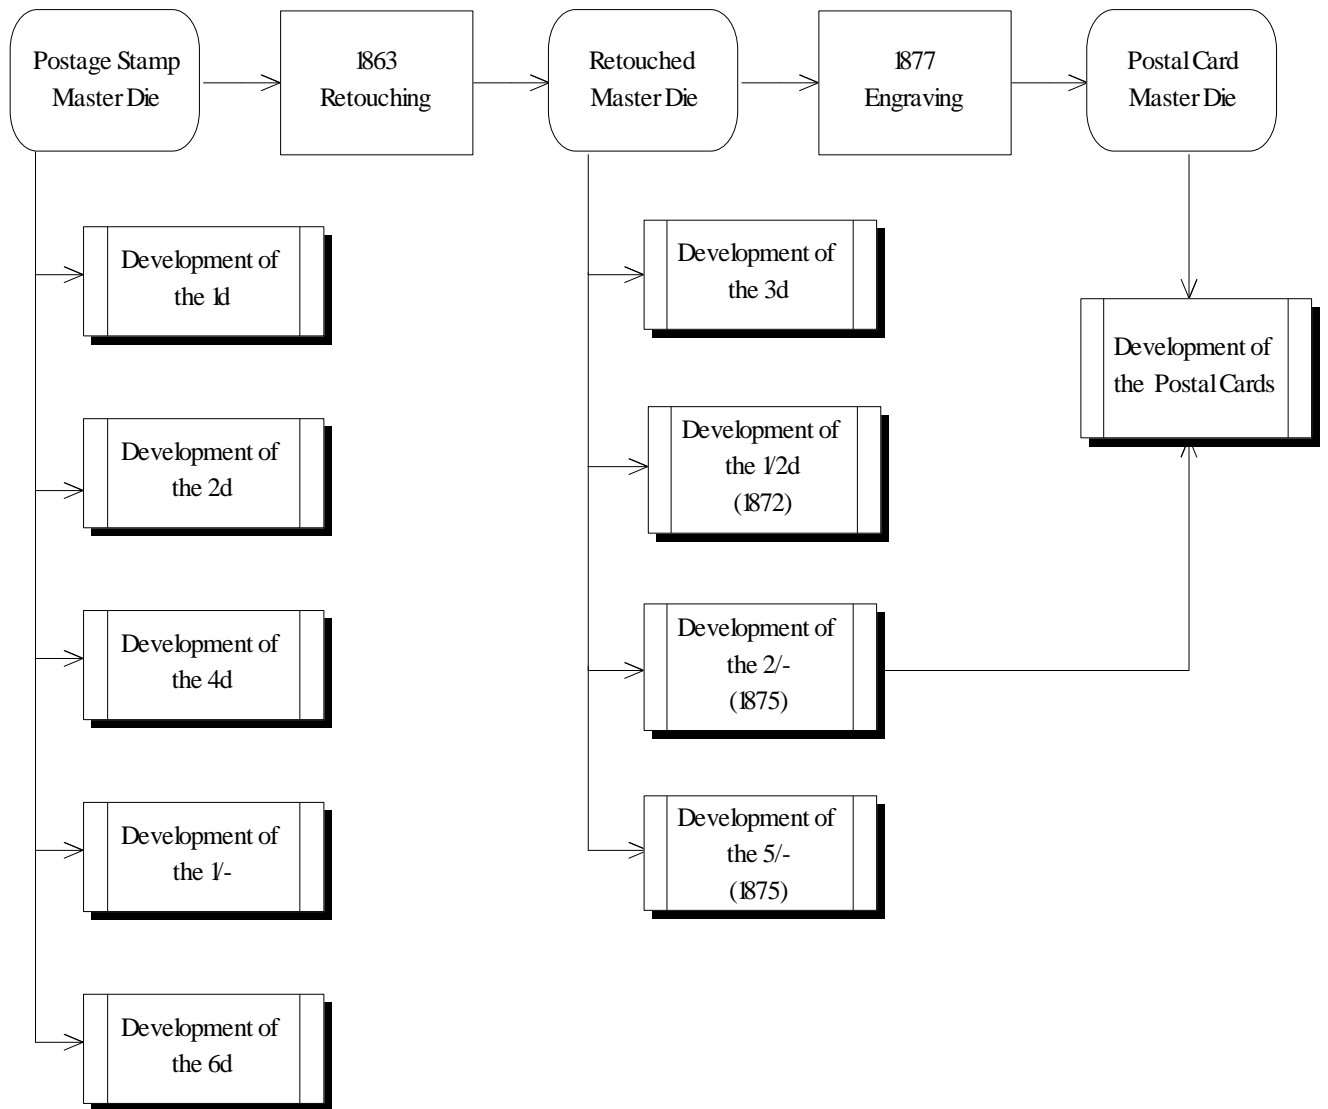 Postage Stamp
Master Die
1863
Retouching
Retouched
Master Die
1877
Engraving
Postal Card
Master Die
Development of
the 1d
Development of
the 2d
Development of
the 4d
Development of
the 1/-
Development of
the 6d
Development of
the 3d
Development of
the 1/2d
(1872)
Development of
the 2/-
(1875)
Development of
the 5/-
(1875)
Development of
the Postal Cards